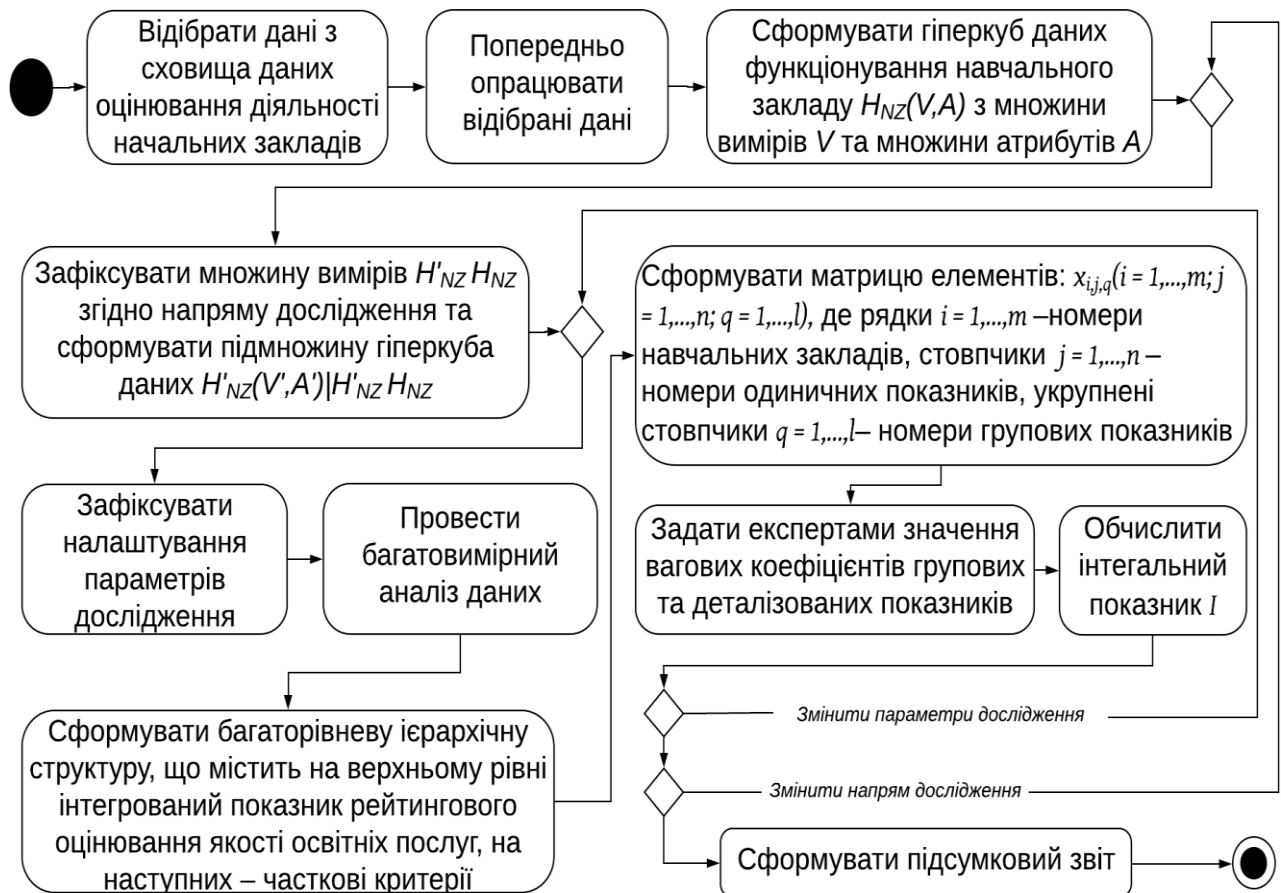 Відібрати дані з
сховища даних
оцінювання діяльності
начальних закладів
Попередньо
опрацювати
відібрані дані
Сформувати гіперкуб даних
функціонування навчального
закладу H_NZ(V,A) з множини
вимірів V та множини атрибутів A
Зафіксувати множину вимірів H'_NZ H_NZ
згідно напряму дослідження та
сформувати підмножину гіперкуба
даних H'_NZ(V',A')|H'_NZ H_NZ
Зафіксувати
налаштування
параметрів
дослідження
Провести
багатовимірний
аналіз даних
Сформувати багаторівневу ієрархічну
структуру, що містить на верхньому рівні
інтегрований показник рейтингового
оцінювання якості освітніх послуг, на
наступних – часткові критерії
Сформувати матрицю елементів: x_i,j,q(i = 1,...,m; j
= 1,...,n; q = 1,...,l), де рядки i = 1,...,m –номери
навчальних закладів, стовпчики j = 1,...,n –
номери одиничних показників, укрупнені
стовпчики q = 1,...,l– номери групових показників
Задати експертами значення
вагових коефіцієнтів групових
та деталізованих показників
Обчислити
інтегальний
показник I
Змінити параметри дослідження
Змінити напрям дослідження
Сформувати підсумковий звіт